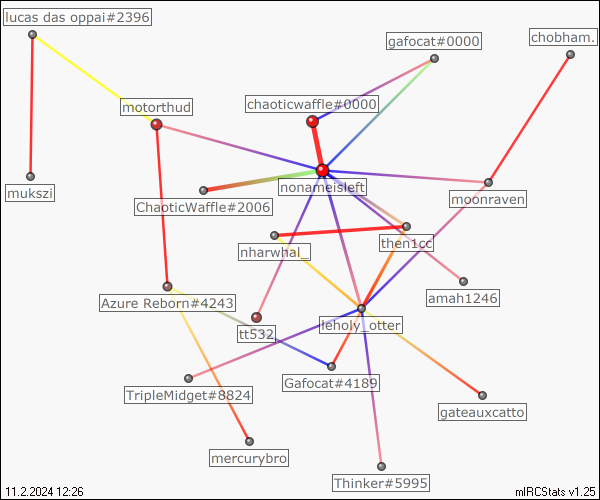 lucas das oppai#2396
chobham.
gafocat#0000
motorthud
chaoticwaffle#0000
mukszi
nonameisleft
moonraven
ChaoticWaffle#2006
nharwhal_
then1cc
Azure Reborn#4243
amah1246
tt532
leholy_otter
TripleMidget#8824
Gafocat#4189
gateauxcatto
mercurybro
Thinker#5995
11.2.2024 12:26
mIRCStats v1.25